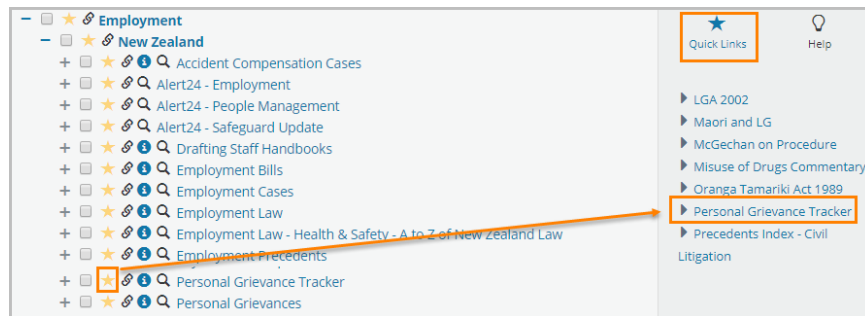 Employment
New Zealand
Accident Compensation Cases
Alert24 - Employment
Alert24 - People Management
Alert24 - Safeguard Update
Drafting Staff Handbooks
Employment Bills
Employment Cases
Employment Law
Employment Law - Health & Safety - A to Z of New Zealand Law
Employment Precedents
Personal Grievance Tracker
Personal Grievances
Quick Links
Help
LGA 2002
Maori and LG
McGechan on Procedure
Misuse of Drugs Commentary
Oranga Tamariki Act 1989
Personal Grievance Tracker
Precedents Index - Civil
Litigation